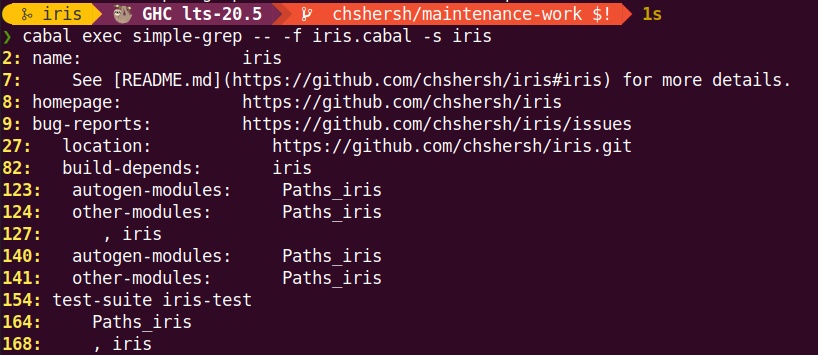 iris GHC lts-20.5 chshersh/maintenance-work $! 1s
❯ cabal exec simple-grep -- -f iris.cabal -s iris
2: name:                iris
7:     See [README.md](https://github.com/chshersh/iris#iris) for more details.
8: homepage:            https://github.com/chshersh/iris
9: bug-reports:         https://github.com/chshersh/iris/issues
27:   location:            https://github.com/chshersh/iris.git
82:   build-depends:       iris
123:   autogen-modules:     Paths_iris
124:   other-modules:       Paths_iris
127:      , iris
140:   autogen-modules:     Paths_iris
141:   other-modules:       Paths_iris
154: test-suite iris-test
164:     Paths_iris
168:     , iris